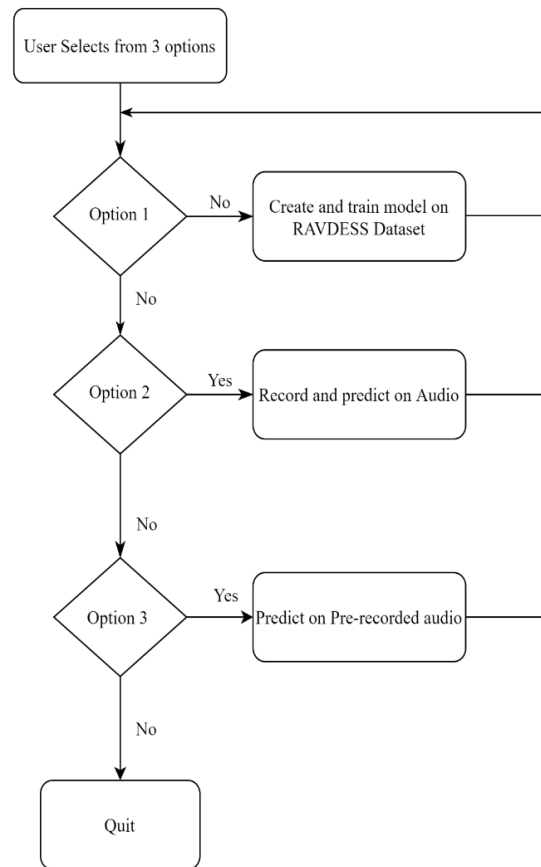 User Selects from 3 options
Option 1
No
Create and train model on
RAVDESS Dataset
No
Option 2
Yes
Record and predict on Audio
No
Option 3
Yes
Predict on Pre-recorded audio
No
Quit